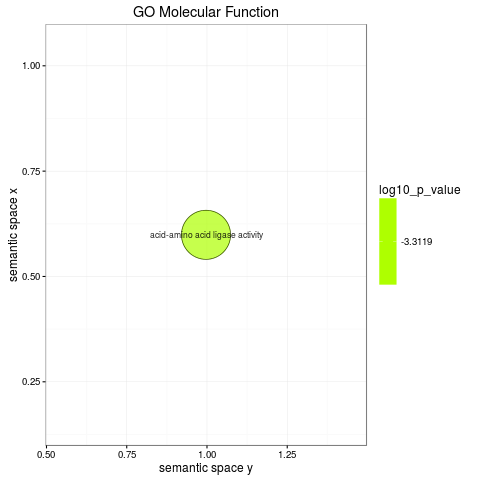 GO Molecular Function
1.00
0.75
0.50
0.25
semantic space x
acid-amino acid ligase activity
0.50
0.75
1.00
1.25
semantic space y
log10_p_value
-3.3119